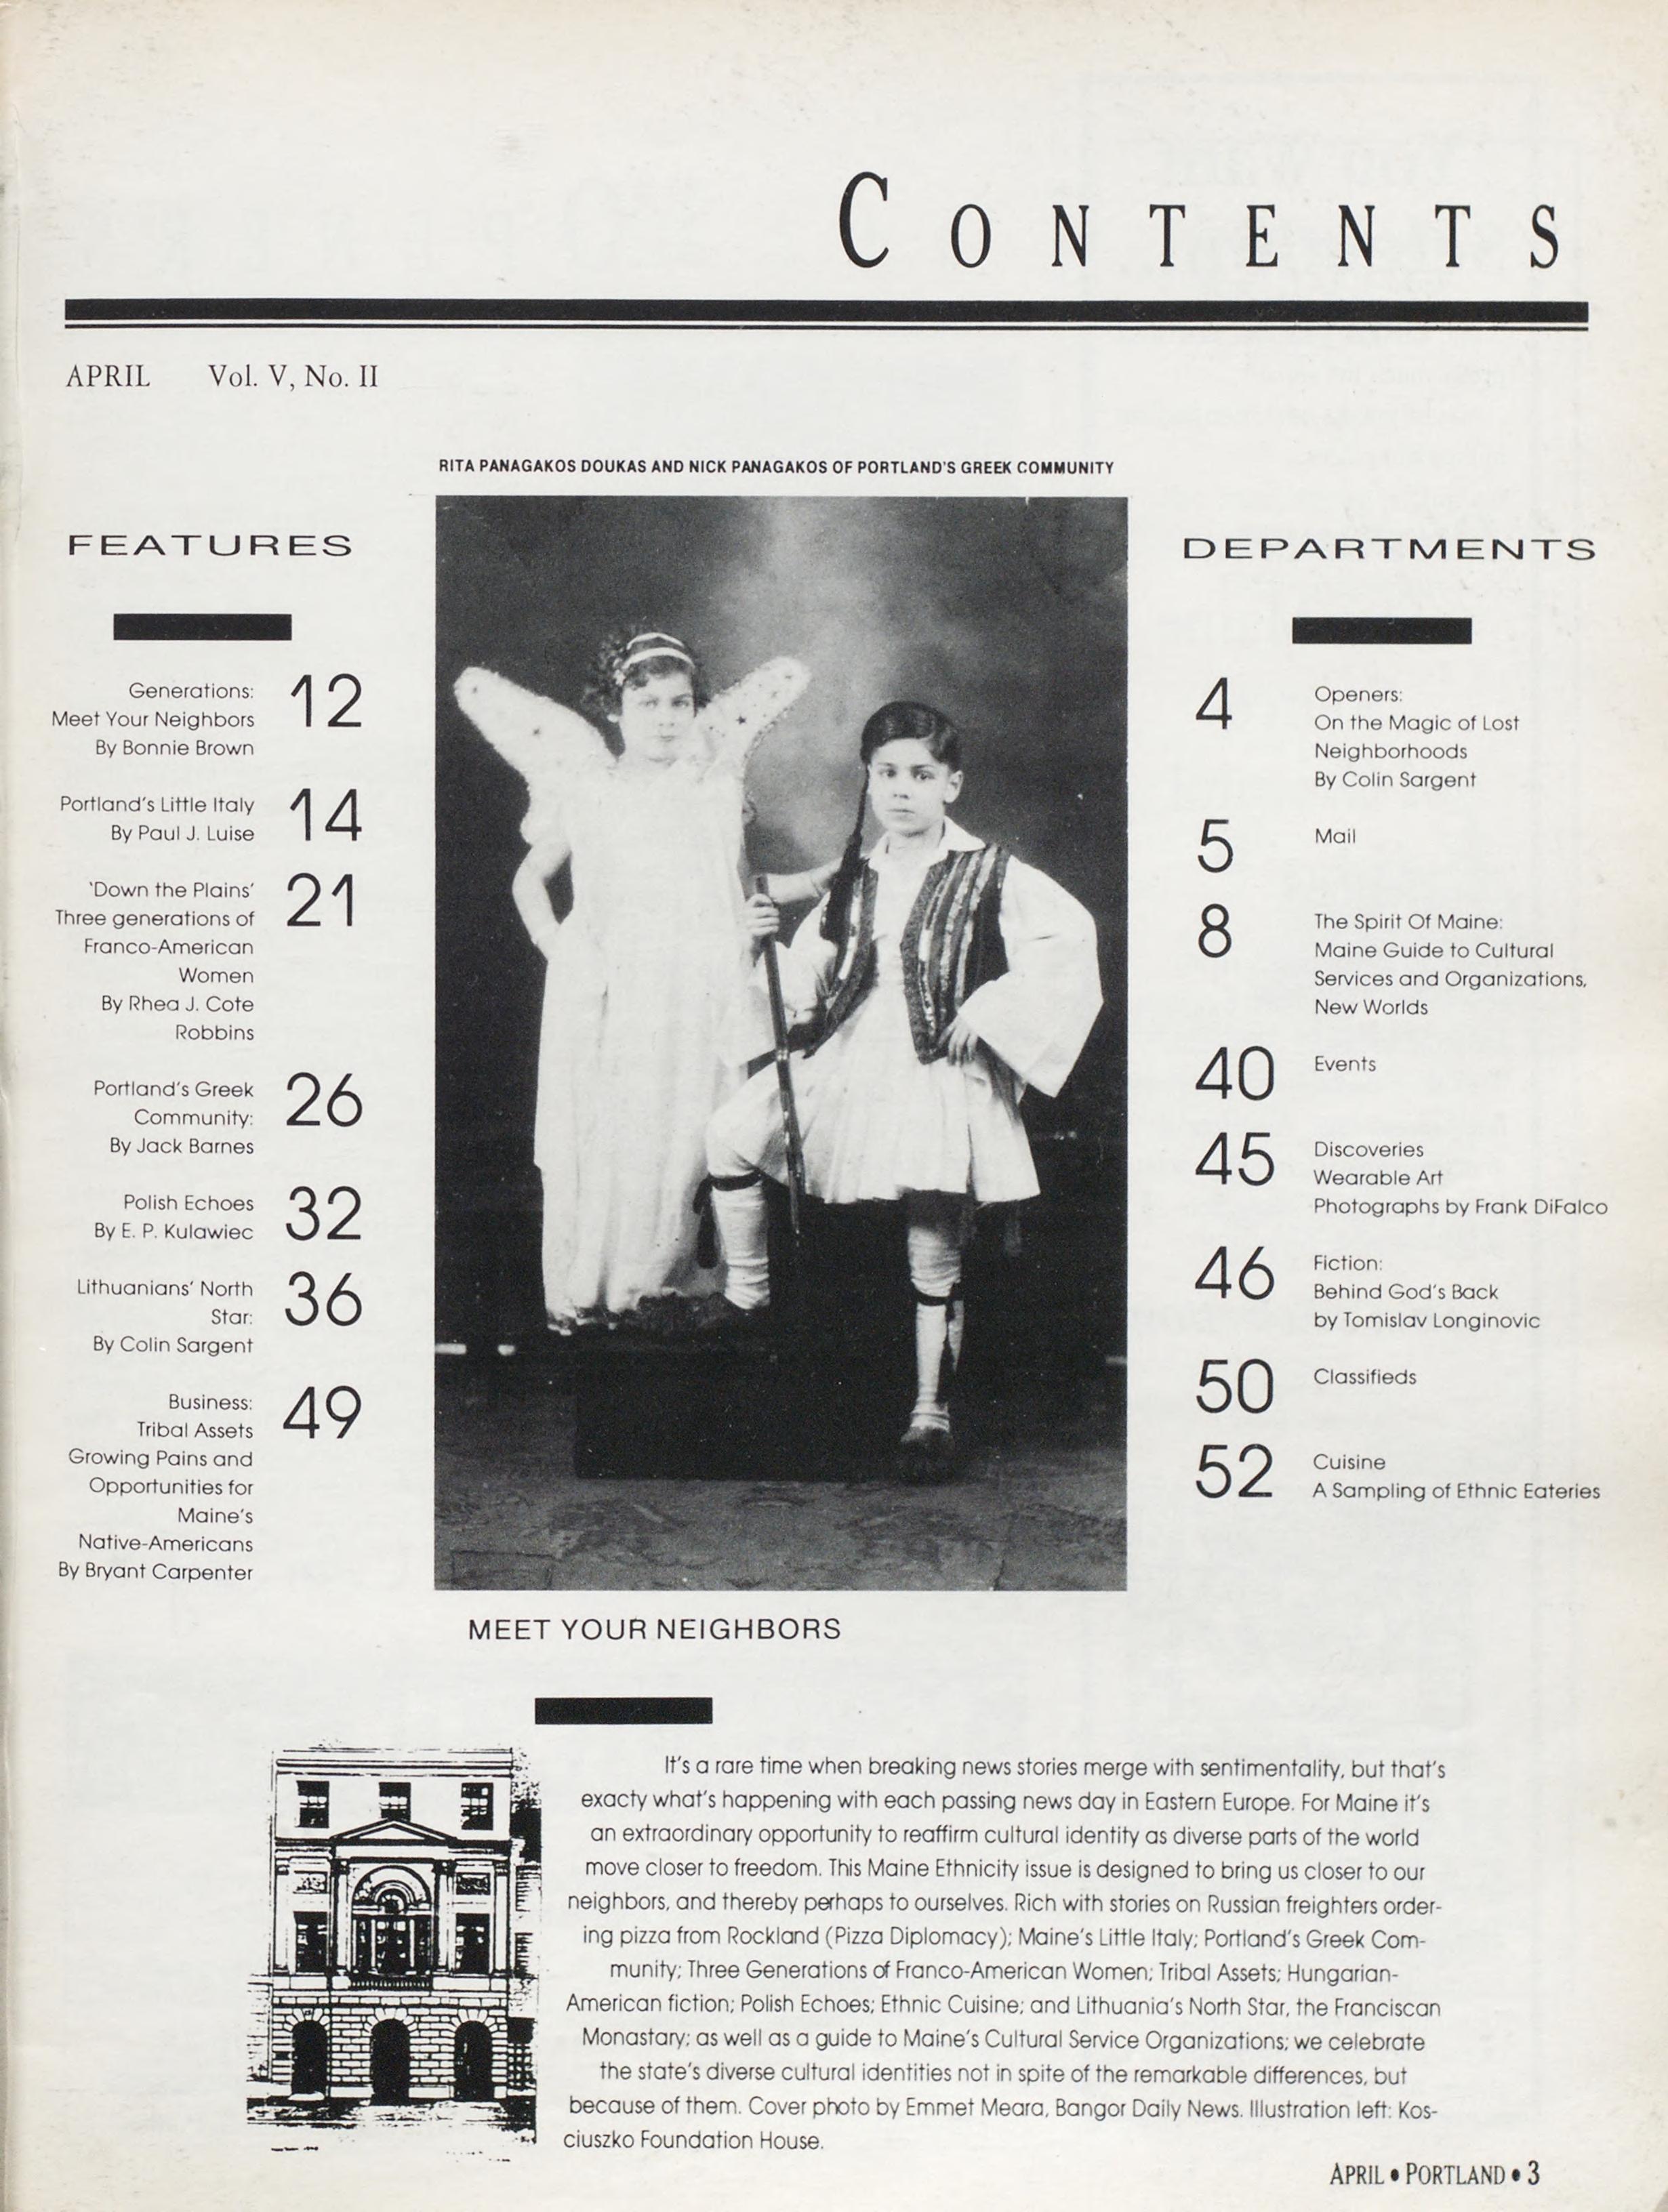 CONTENTS
APRIL Vol. V, No. II
RITA PANAGAKOS DOUKAS AND NICK PANAGAKOS OF PORTLAND'S GREEK COMMUNITY
FEATURES
Generations: 12
Meet Your Neighbors
By Bonnie Brown
Portland's Little Italy 14
By Paul J. Luise
'Down the Plains' 21
Three generations of
Franco-American
Women
By Rhea J. Cote
Robbins
Portland's Greek 26
Community:
By Jack Barnes
Polish Echoes 32
By E. P. Kulawiec
Lithuanians' North 36
Star:
By Colin Sargent
Business: 49
Tribal Assets
Growing Pains and
Opportunities for
Maine's
Native-Americans
By Bryant Carpenter
DEPARTMENTS
4 Openers:
On the Magic of Lost
Neighborhoods
By Colin Sargent
5 Mail
8 The Spirit Of Maine:
Maine Guide to Cultural
Services and Organizations,
New Worlds
40 Events
45 Discoveries
Wearable Art
Photographs by Frank DiFalco
46 Fiction:
Behind God's Back
by Tomislav Longinovic
50 Classifieds
52 Cuisine
A Sampling of Ethnic Eateries
MEET YOUR NEIGHBORS
It's a rare time when breaking news stories merge with sentimentality, but that's
exacty what's happening with each passing news day in Eastern Europe. For Maine it's
an extraordinary opportunity to reaffirm cultural identity as diverse parts of the world
move closer to freedom. This Maine Ethnicity issue is designed to bring us closer to our
neighbors, and thereby perhaps to ourselves. Rich with stories on Russian freighters order-
ing pizza from Rockland (Pizza Diplomacy); Maine's Little Italy; Portland's Greek Com-
munity; Three Generations of Franco-American Women; Tribal Assets; Hungarian-
American fiction; Polish Echoes; Ethnic Cuisine; and Lithuania's North Star, the Franciscan
Monastary; as well as a guide to Maine's Cultural Service Organizations; we celebrate
the state's diverse cultural identities not in spite of the remarkable differences, but
because of them. Cover photo by Emmet Meara, Bangor Daily News. Illustration left: Kos-
ciuszko Foundation House.
APRIL • PORTLAND • 3